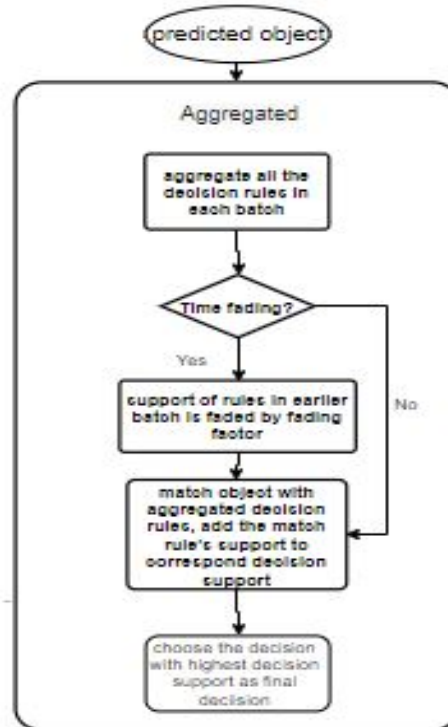 predicted object
Aggregated
aggregate all the
decision rules in
each batch
Time fading?
Yes
No
support of rules in earlier
batch is faded by fading
factor
match object with
aggregated decision
rules, add the match
rule's support to
correspond decision
support
choose the decision
with highest decision
support as final
decision